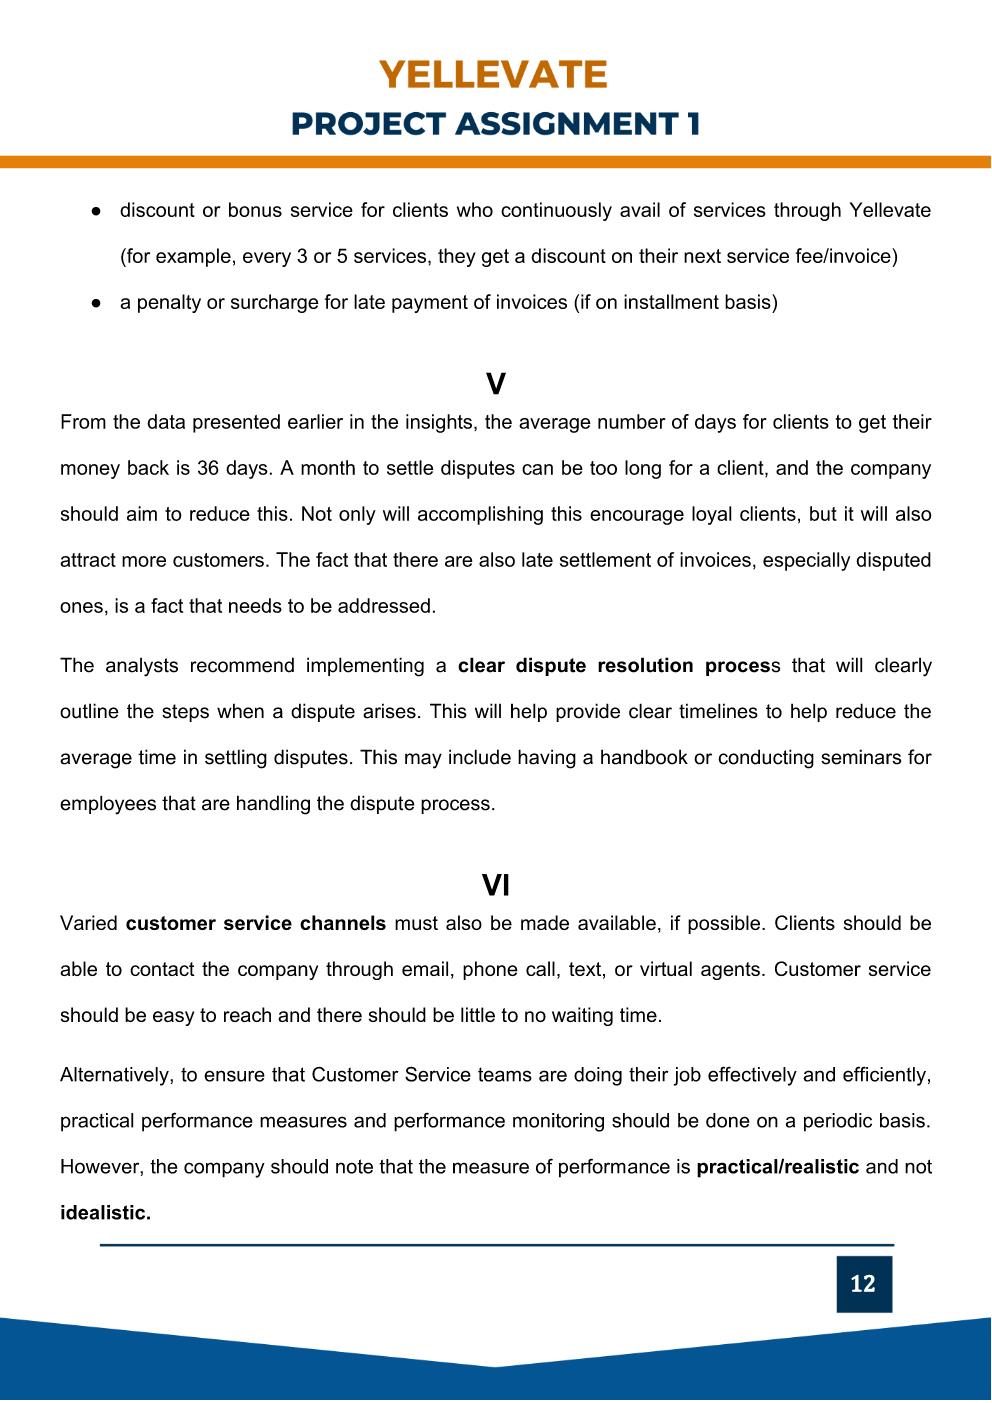 YELLEVATE
PROJECT ASSIGNMENT 1
● discount or bonus service for clients who continuously avail of services through Yellevate
(for example, every 3 or 5 services, they get a discount on their next service fee/invoice)
● a penalty or surcharge for late payment of invoices (if on installment basis)
V
From the data presented earlier in the insights, the average number of days for clients to get their
money back is 36 days. A month to settle disputes can be too long for a client, and the company
should aim to reduce this. Not only will accomplishing this encourage loyal clients, but it will also
attract more customers. The fact that there are also late settlement of invoices, especially disputed
ones, is a fact that needs to be addressed.
The analysts recommend implementing a clear dispute resolution process that will clearly
outline the steps when a dispute arises. This will help provide clear timelines to help reduce the
average time in settling disputes. This may include having a handbook or conducting seminars for
employees that are handling the dispute process.
VI
Varied customer service channels must also be made available, if possible. Clients should be
able to contact the company through email, phone call, text, or virtual agents. Customer service
should be easy to reach and there should be little to no waiting time.
Alternatively, to ensure that Customer Service teams are doing their job effectively and efficiently,
practical performance measures and performance monitoring should be done on a periodic basis.
However, the company should note that the measure of performance is practical/realistic and not
idealistic.
12